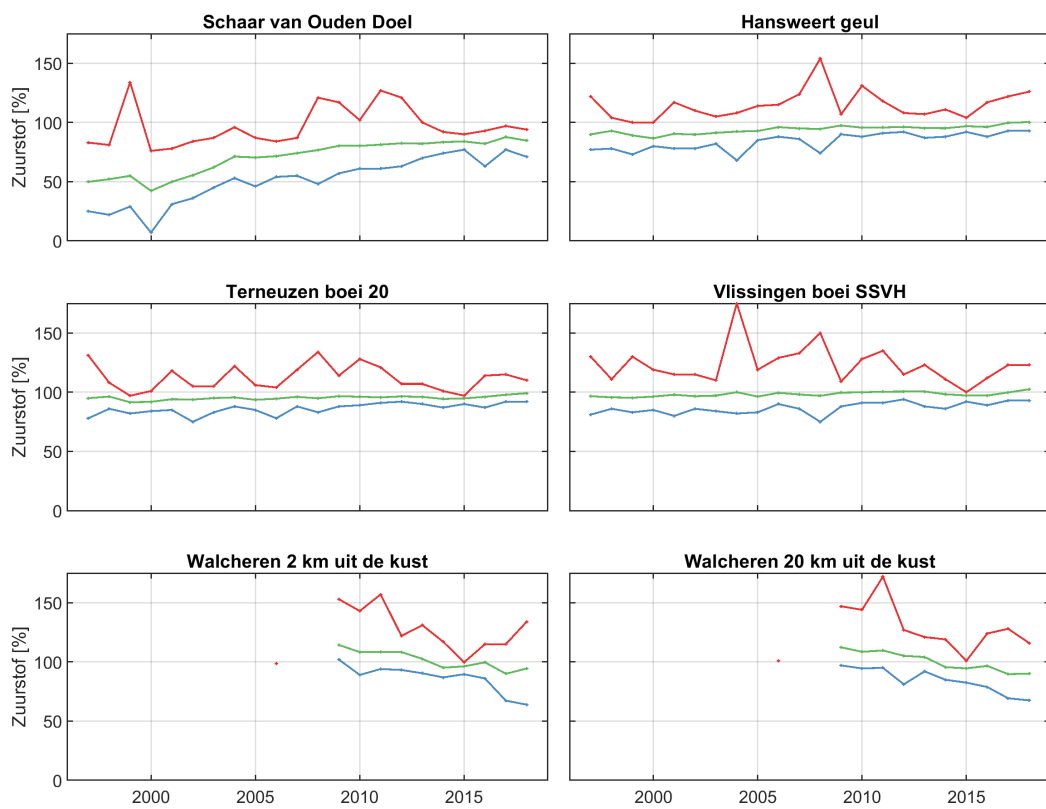 Schaar van Ouden Doel
Hansweert geul
Zuurstof [%]
150
100
50
0
Terneuzen boei 20
Vlissingen boei SSVH
Zuurstof [%]
150
100
50
0
Walcheren 2 km uit de kust
Walcheren 20 km uit de kust
Zuurstof [%]
150
100
50
0
2000 2005 2010 2015
2000 2005 2010 2015